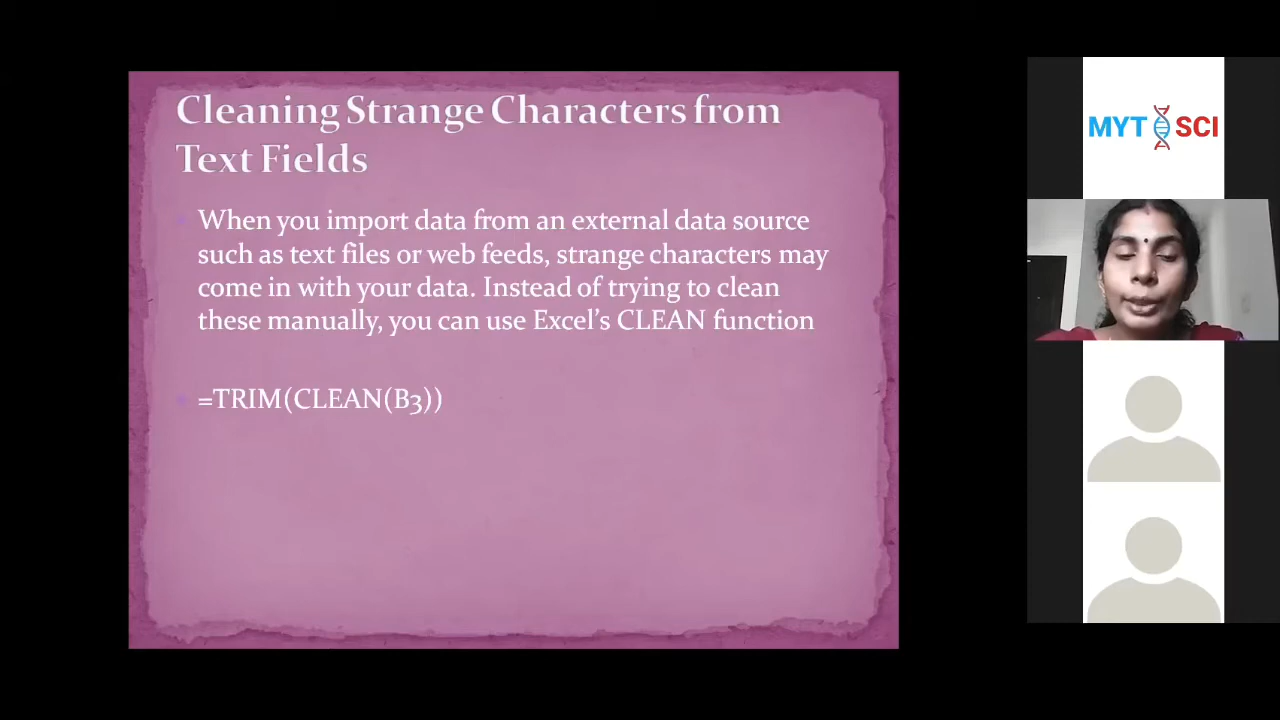 Cleaning Strange Characters from
Text Fields
When you import data from an external data source
such as text files or web feeds, strange characters may
come in with your data. Instead of trying to clean
these manually, you can use Excel’s CLEAN function
=TRIM(CLEAN(B3))
MYT SCI